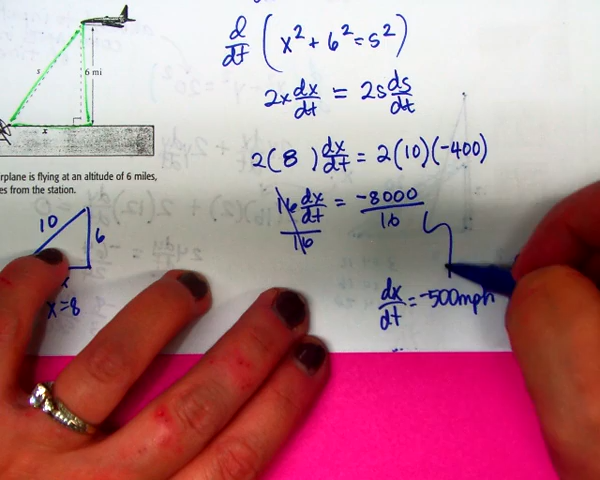 d/dt (x² + 6² = s²)
s
6 mi
x
2x dx/dt = 2s ds/dt
2(8) dx/dt = 2(10)(-400)
rplane is flying at an altitude of 6 miles,
es from the station.
16 dx/dt / 16 = -8000 / 16
10
6
x=8
dx/dt = -500mph